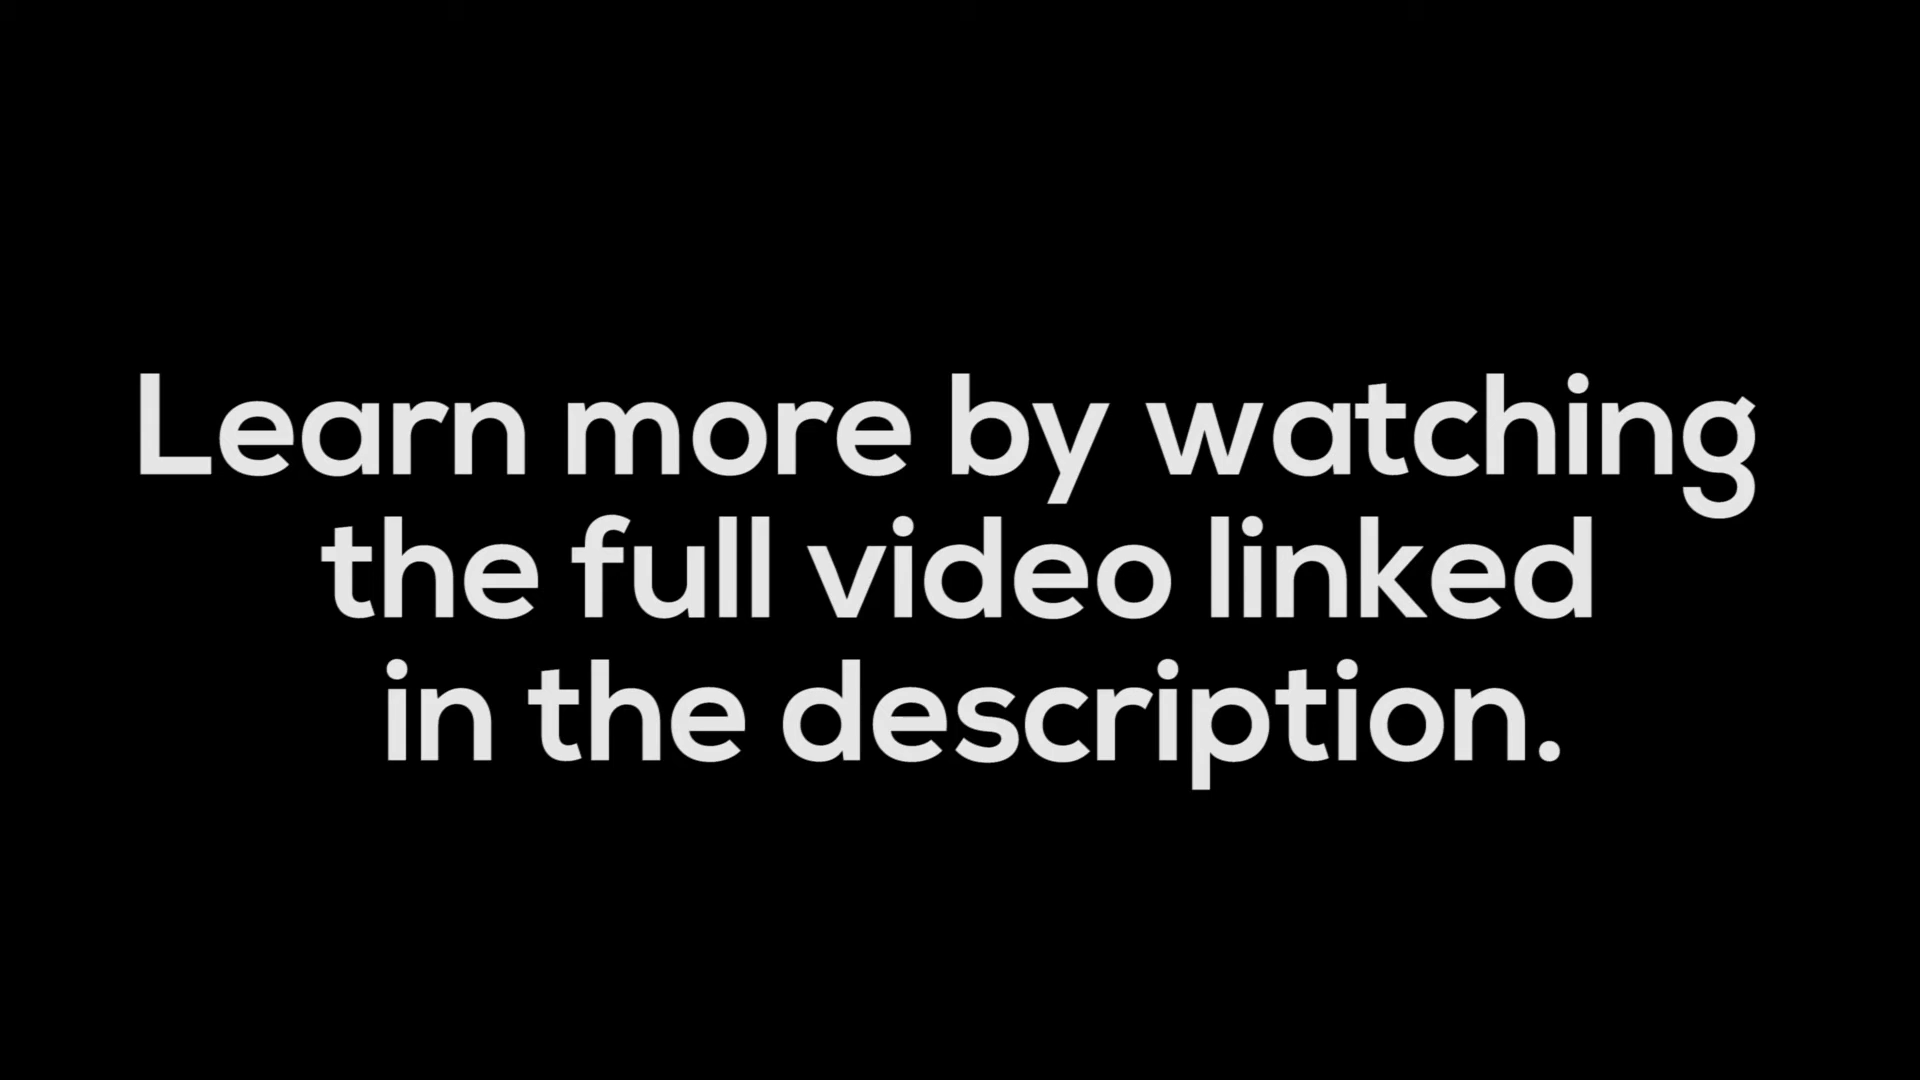 Learn more by watching
the full video linked
in the description.